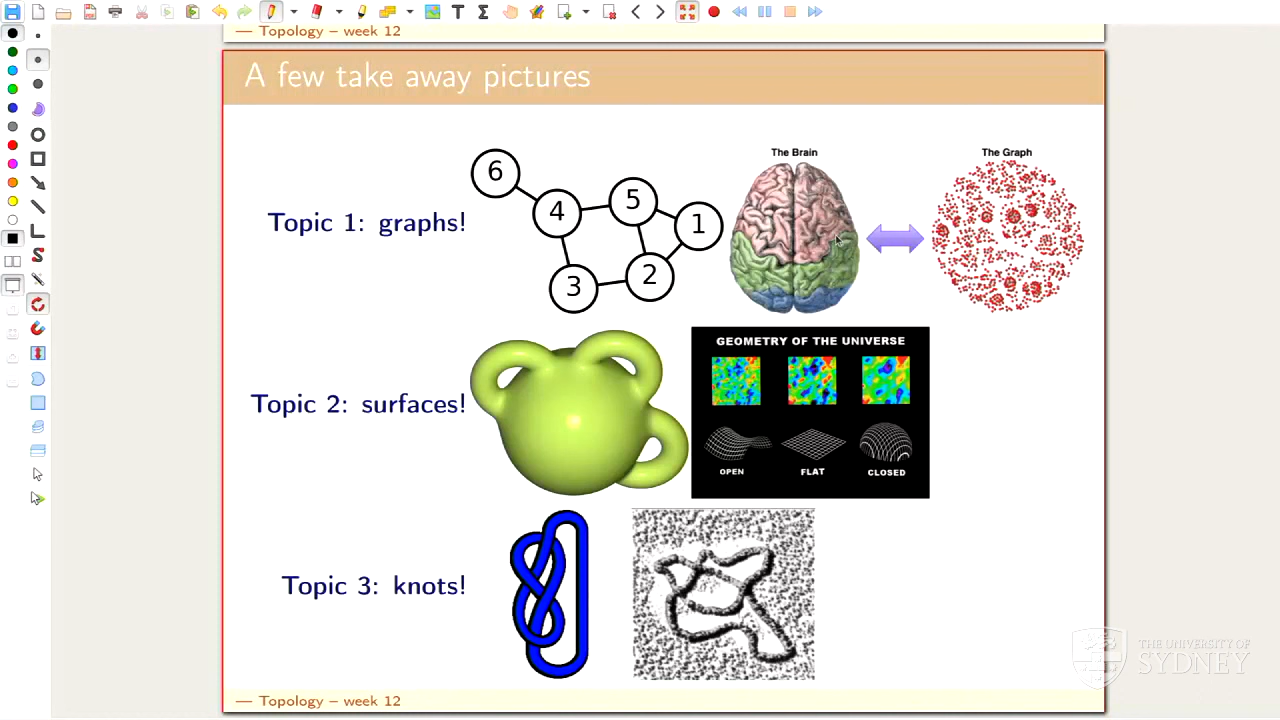 — Topology – week 12
A few take away pictures
Topic 1: graphs!
6
4
5
1
3
2
The Brain
The Graph
Topic 2: surfaces!
GEOMETRY OF THE UNIVERSE
OPEN
FLAT
CLOSED
Topic 3: knots!
THE UNIVERSITY OF
SYDNEY
— Topology – week 12